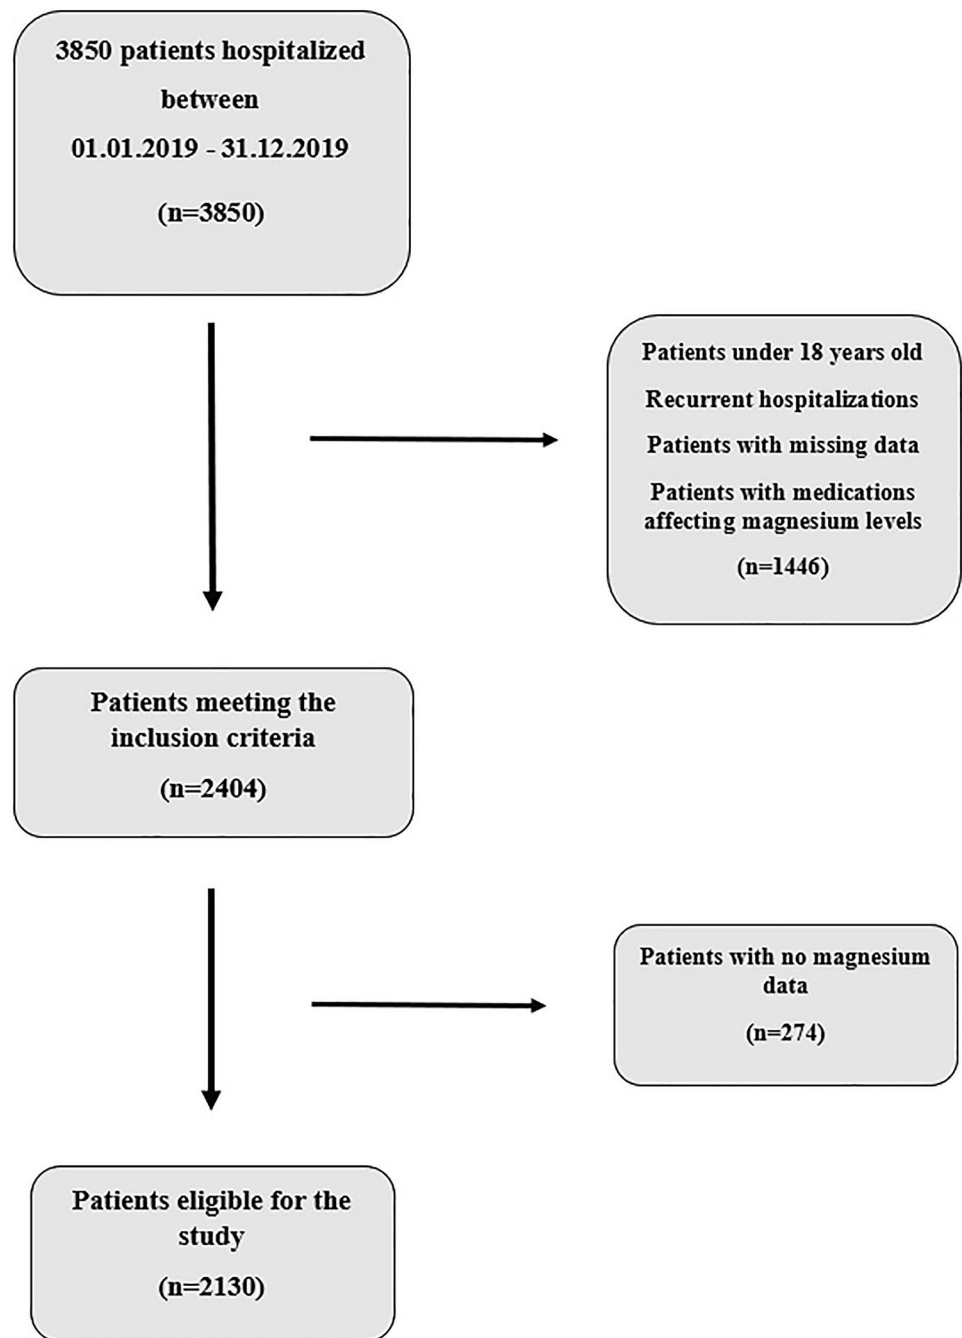 3850 patients hospitalized
between
01.01.2019 - 31.12.2019
(n=3850)
Patients under 18 years old
Recurrent hospitalizations
Patients with missing data
Patients with medications
affecting magnesium levels
(n=1446)
Patients meeting the
inclusion criteria
(n=2404)
Patients with no magnesium
data
(n=274)
Patients eligible for the
study
(n=2130)